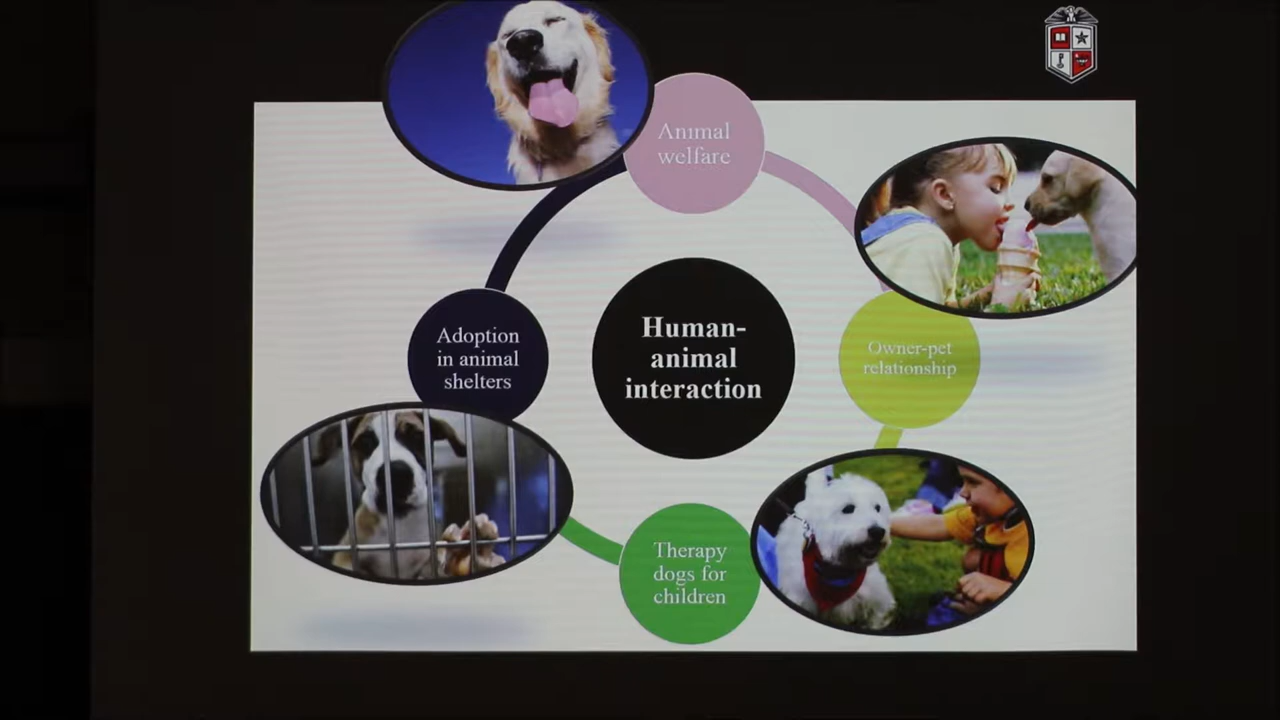 Animal
welfare
Adoption
in animal
shelters
Human-
animal
interaction
Owner-pet
relationship
Therapy
dogs for
children